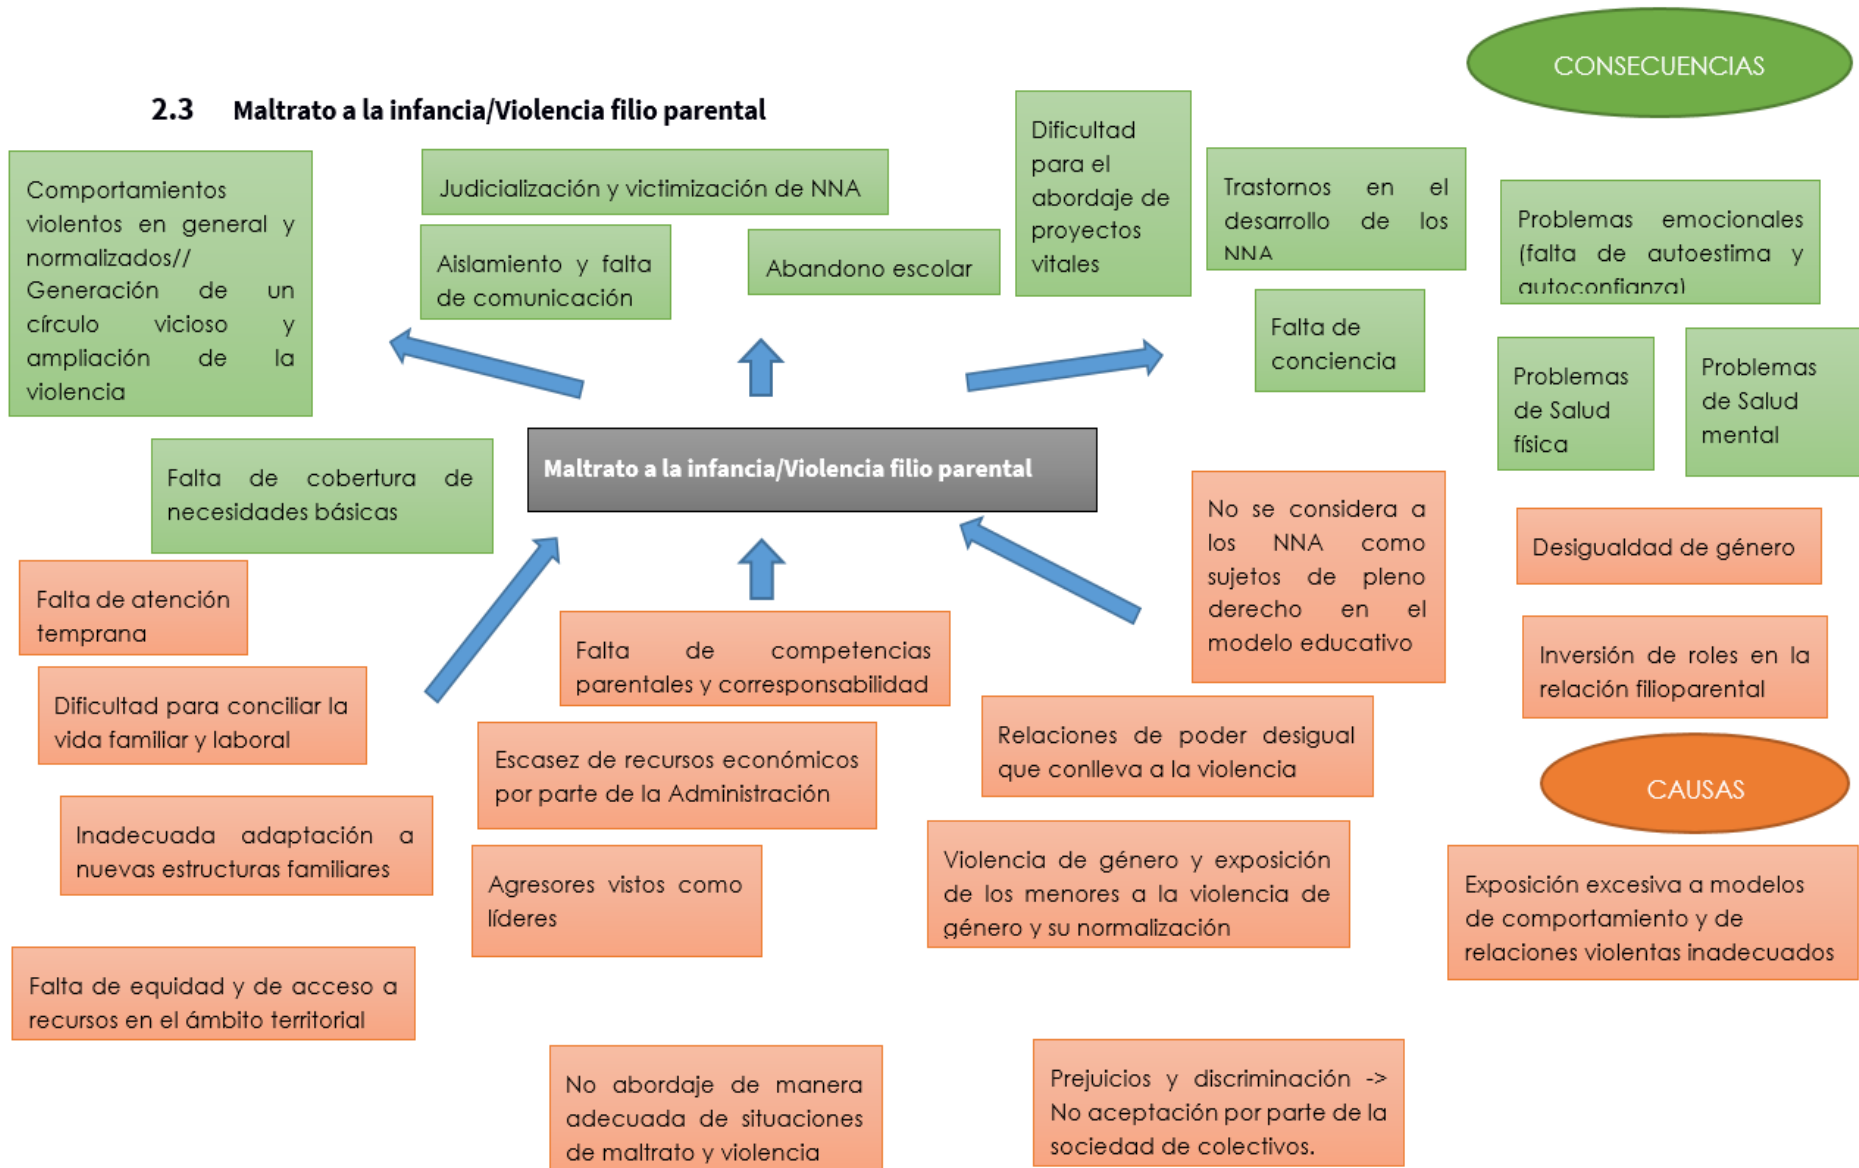 CONSECUENCIAS
2.3 Maltrato a la infancia/Violencia filio parental
Comportamientos
violentos en general y
normalizados//
Generación de un
círculo vicioso y
ampliación de la
violencia
Judicialización y victimización de NNA
Aislamiento y falta
de comunicación
Abandono escolar
Dificultad
para el
abordaje de
proyectos
vitales
Trastornos en el
desarrollo de los
NNA
Falta de
conciencia
Problemas emocionales
(falta de autoestima y
autoconfianza)
Problemas
de Salud
física
Problemas
de Salud
mental
Falta de cobertura de
necesidades básicas
Maltrato a la infancia/Violencia filio parental
No se considera a
los NNA como
sujetos de pleno
derecho en el
modelo educativo
Desigualdad de género
Inversión de roles en la
relación filioparental
Falta de atención
temprana
Dificultad para conciliar la
vida familiar y laboral
Falta de competencias
parentales y corresponsabilidad
Relaciones de poder desigual
que conlleva a la violencia
Escasez de recursos económicos
por parte de la Administración
CAUSAS
Inadecuada adaptación a
nuevas estructuras familiares
Agresores vistos como
líderes
Violencia de género y exposición
de los menores a la violencia de
género y su normalización
Exposición excesiva a modelos
de comportamiento y de
relaciones violentas inadecuados
Falta de equidad y de acceso a
recursos en el ámbito territorial
No abordaje de manera
adecuada de situaciones
de maltrato y violencia
Prejuicios y discriminación ->
No aceptación por parte de la
sociedad de colectivos.